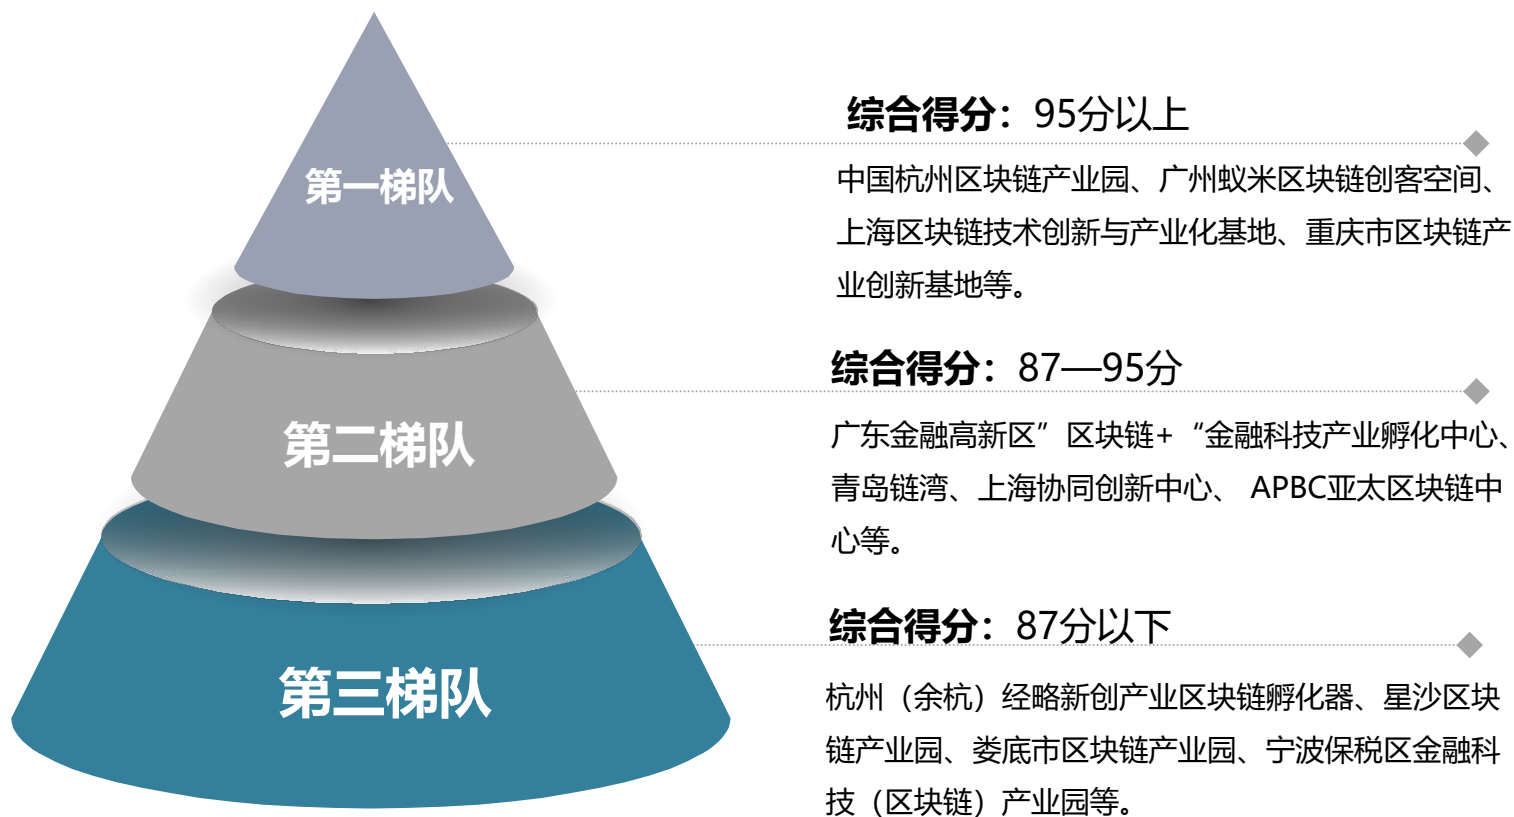 第一梯队
综合得分：95分以上
中国杭州区块链产业园、广州蚁米区块链创客空间、
上海区块链技术创新与产业化基地、重庆市区块链产
业创新基地等。
第二梯队
综合得分：87—95分
广东金融高新区”区块链+“金融科技产业孵化中心、
青岛链湾、上海协同创新中心、 APBC亚太区块链中
心等。
第三梯队
综合得分：87分以下
杭州（余杭）经略新创产业区块链孵化器、星沙区块
链产业园、娄底市区块链产业园、宁波保税区金融科
技（区块链）产业园等。